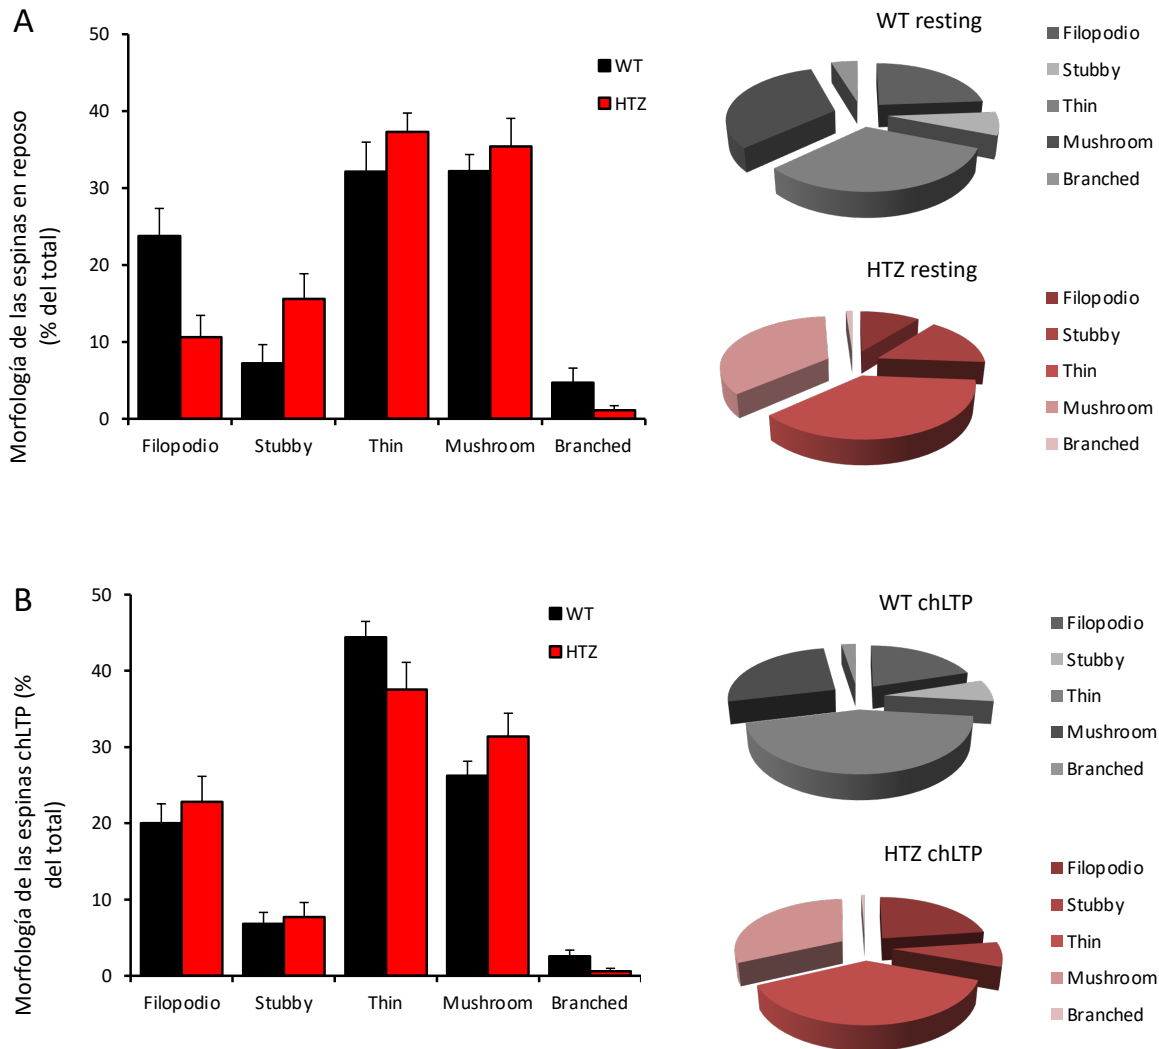 A
Morfología de las espinas en reposo
(% del total)
50
40
30
20
10
0
WT
HTZ
Filopodio Stubby Thin Mushroom Branched
WT resting
Filopodio
Stubby
Thin
Mushroom
Branched
HTZ resting
Filopodio
Stubby
Thin
Mushroom
Branched
B
Morfología de las espinas chLTP (%
del total)
50
40
30
20
10
0
WT
HTZ
Filopodio Stubby Thin Mushroom Branched
WT chLTP
Filopodio
Stubby
Thin
Mushroom
Branched
HTZ chLTP
Filopodio
Stubby
Thin
Mushroom
Branched